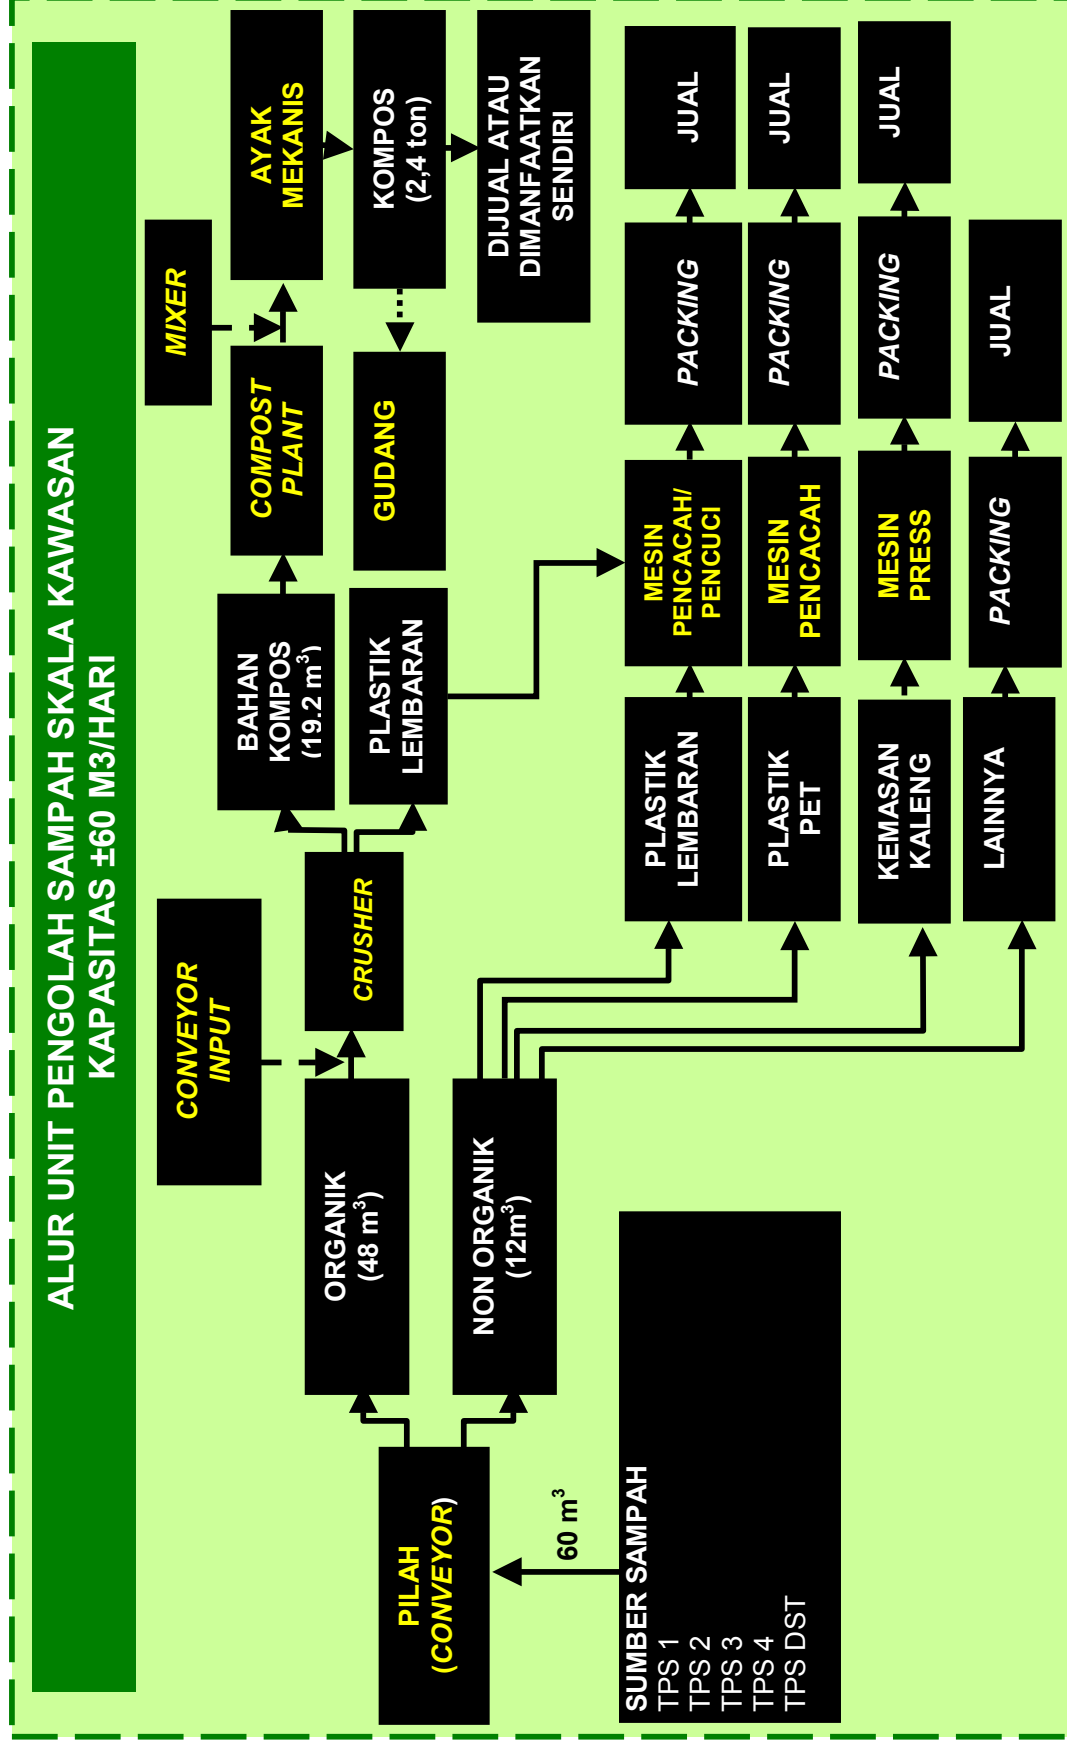 ALUR UNIT PENGOLAH SAMPAH SKALA KAWASAN
KAPASITAS ±60 M3/HARI
CONVEYOR
INPUT
MIXER
ORGANIK
(48 m³)
CRUSHER
BAHAN
KOMPOS
(19.2 m³)
COMPOST
PLANT
AYAK
MEKANIS
PLASTIK
LEMBARAN
GUDANG
KOMPOS
(2,4 ton)
DIJUAL ATAU
DIMANFAATKAN
SENDIRI
PILAH
(CONVEYOR)
NON ORGANIK
(12m³)
60 m³
SUMBER SAMPAH
TPS 1
TPS 2
TPS 3
TPS 4
TPS DST
PLASTIK
LEMBARAN
MESIN
PENCACAH/
PENCUCI
PACKING
JUAL
PLASTIK
PET
MESIN
PENCACAH
PACKING
JUAL
KEMASAN
KALENG
MESIN
PRESS
PACKING
JUAL
LAINNYA
PACKING
JUAL